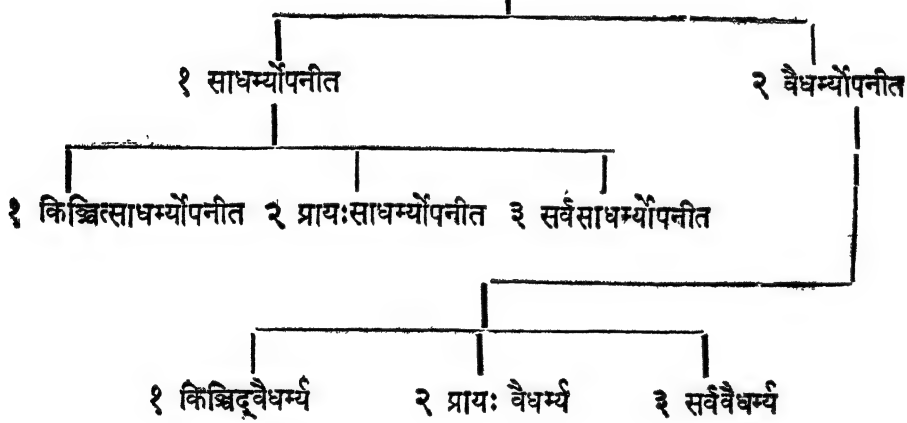 १ साधर्म्योपनीत २ वैधर्म्योपनीत
१ किञ्चित्साधर्म्योपनीत २ प्रायःसाधर्म्योपनीत ३ सर्वसाधर्म्योपनीत
१ किञ्चिद्वैधर्म्य २ प्रायः वैधर्म्य ३ सर्ववैधर्म्य